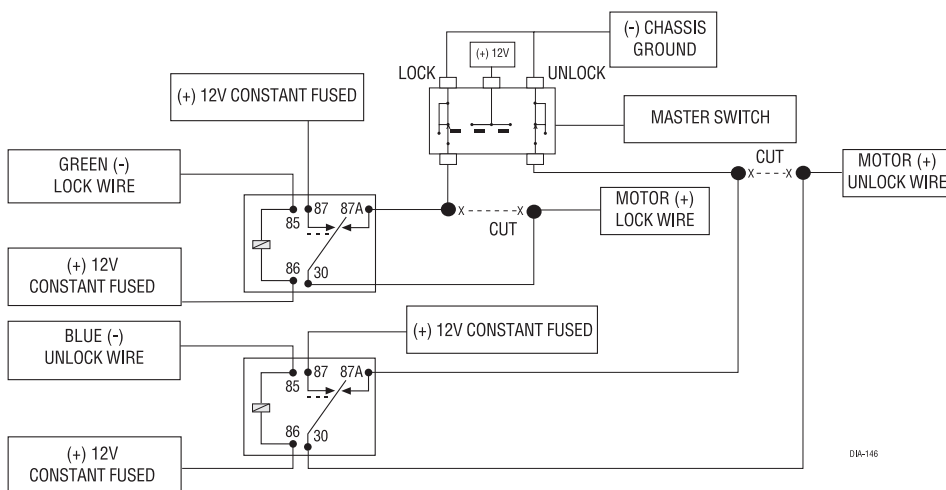 (-) CHASSIS
GROUND
(+) 12V
LOCK
UNLOCK
(+) 12V CONSTANT FUSED
MASTER SWITCH
GREEN (-)
LOCK WIRE
CUT
X
X
MOTOR (+)
UNLOCK WIRE
87
87A
85
X
X
CUT
MOTOR (+)
LOCK WIRE
(+) 12V
CONSTANT FUSED
86
30
BLUE (-)
UNLOCK WIRE
(+) 12V CONSTANT FUSED
87
87A
85
86
30
(+) 12V
CONSTANT FUSED
DIA-146